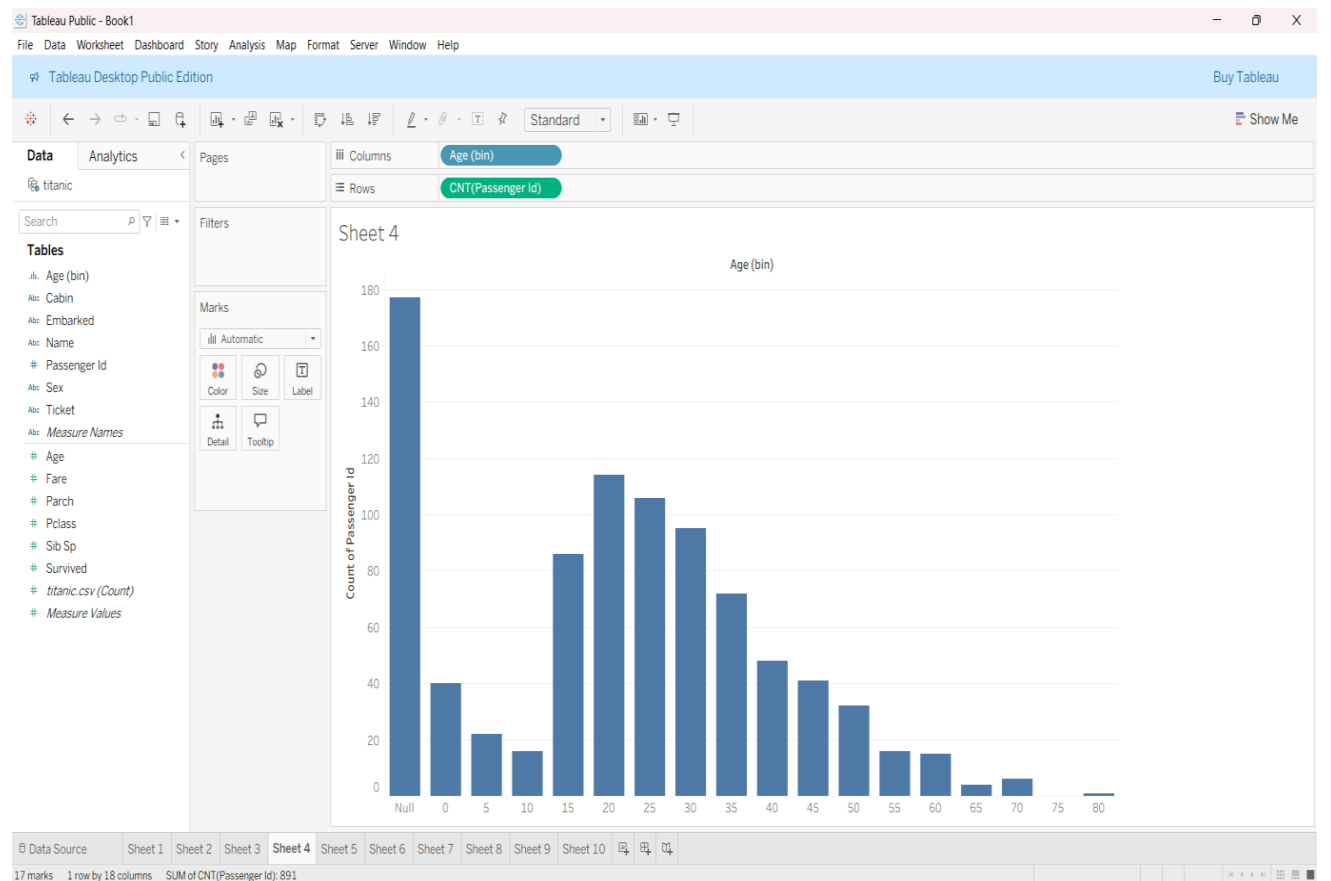 Tableau Public - Book1
File Data Worksheet Dashboard Story Analysis Map Format Server Window Help
Tableau Desktop Public Edition Buy Tableau
Standard Show Me
Data Analytics
titanic
Search
Tables
Age (bin)
Abc Cabin
Abc Embarked
Abc Name
# Passenger Id
Abc Sex
Abc Ticket
Abc Measure Names
# Age
# Fare
# Parch
# Pclass
# Sib Sp
# Survived
# titanic.csv (Count)
# Measure Values
Pages
Filters
Marks
Automatic
Color Size Label
Detail Tooltip
Columns Age (bin)
Rows CNT(Passenger Id)
Sheet 4
Age (bin)
Count of Passenger Id
180
160
140
120
100
80
60
40
20
0
Null 0 5 10 15 20 25 30 35 40 45 50 55 60 65 70 75 80
Data Source Sheet 1 Sheet 2 Sheet 3 Sheet 4 Sheet 5 Sheet 6 Sheet 7 Sheet 8 Sheet 9 Sheet 10
17 marks 1 row by 18 columns SUM of CNT(Passenger Id): 891